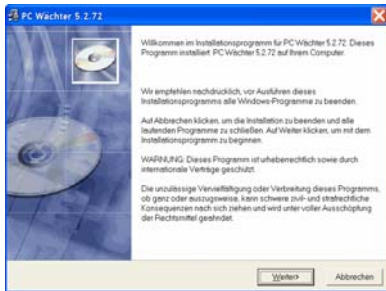 PC Wächter 5.2.72
Willkommen im Installationsprogramm für PC Wächter 5.2.72. Dieses
Programm installiert PC Wächter 5.2.72 auf Ihrem Computer.
Wir empfehlen nachdrücklich, vor Ausführen dieses
Installationsprogramms alle Windows-Programme zu beenden.
Auf Abbrechen klicken, um die Installation zu beenden und alle
laufenden Programme zu schließen. Auf Weiter klicken, um mit dem
Installationsprogramm zu beginnen.
WARNUNG: Dieses Programm ist urheberrechtlich sowie durch
internationale Verträge geschützt.
Die unzulässige Vervielfältigung oder Verbreitung dieses Programms,
ob ganz oder auszugsweise, kann schwere zivil- und strafrechtliche
Konsequenzen nach sich ziehen und wird unter voller Ausschöpfung
der Rechtsmittel geahndet.
Weiter>
Abbrechen